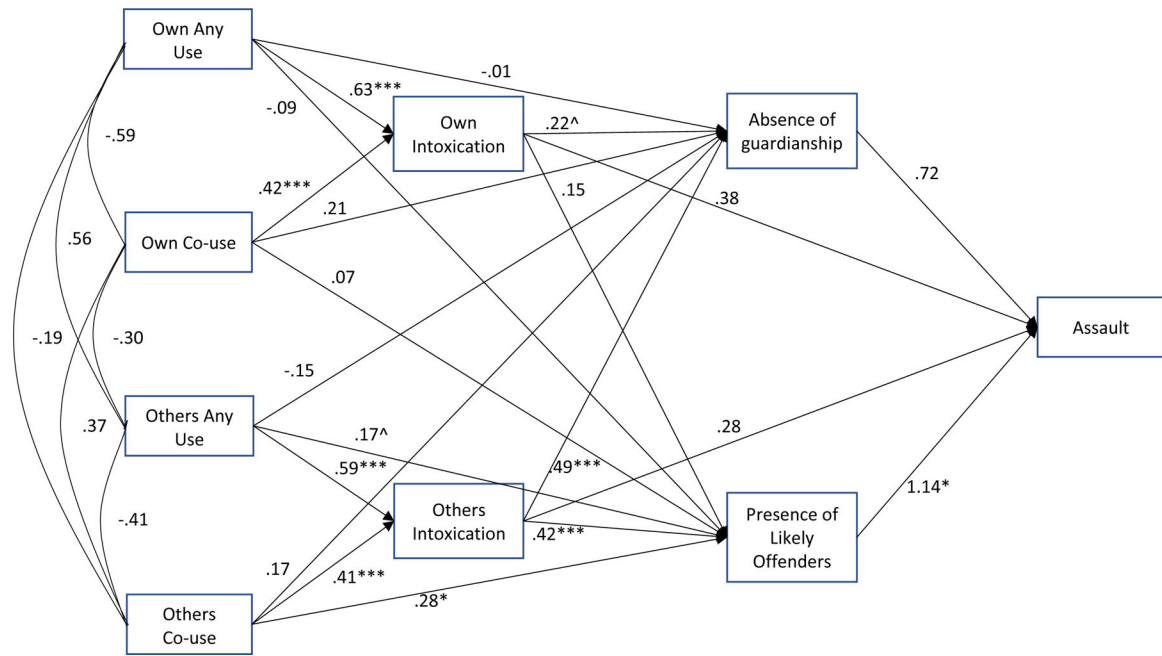 Own Any
Use
-.01
.63***
-.09
Own
Intoxication
.22^
Absence of
guardianship
-.59
.42***
.15
.72
.38
.21
Own Co-use
.56
.07
-.19
-.30
Assault
-.15
Others Any
Use
.37
.17^
.28
.59***
.49***
1.14*
Others
Intoxication
Presence of
Likely
Offenders
-.41
.42***
.17
.41***
.28*
Others
Co-use